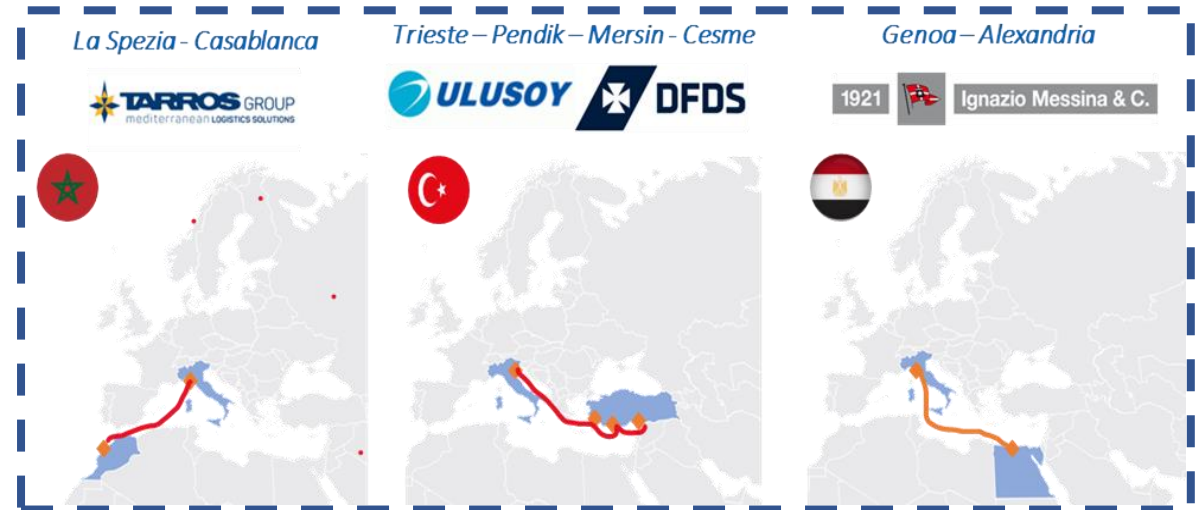 La Spezia - Casablanca
TARROS GROUP
mediterranean LOGISTICS SOLUTIONS
Trieste – Pendik – Mersin - Cesme
ULUSOY
DFDS
Genoa – Alexandria
1921
Ignazio Messina & C.